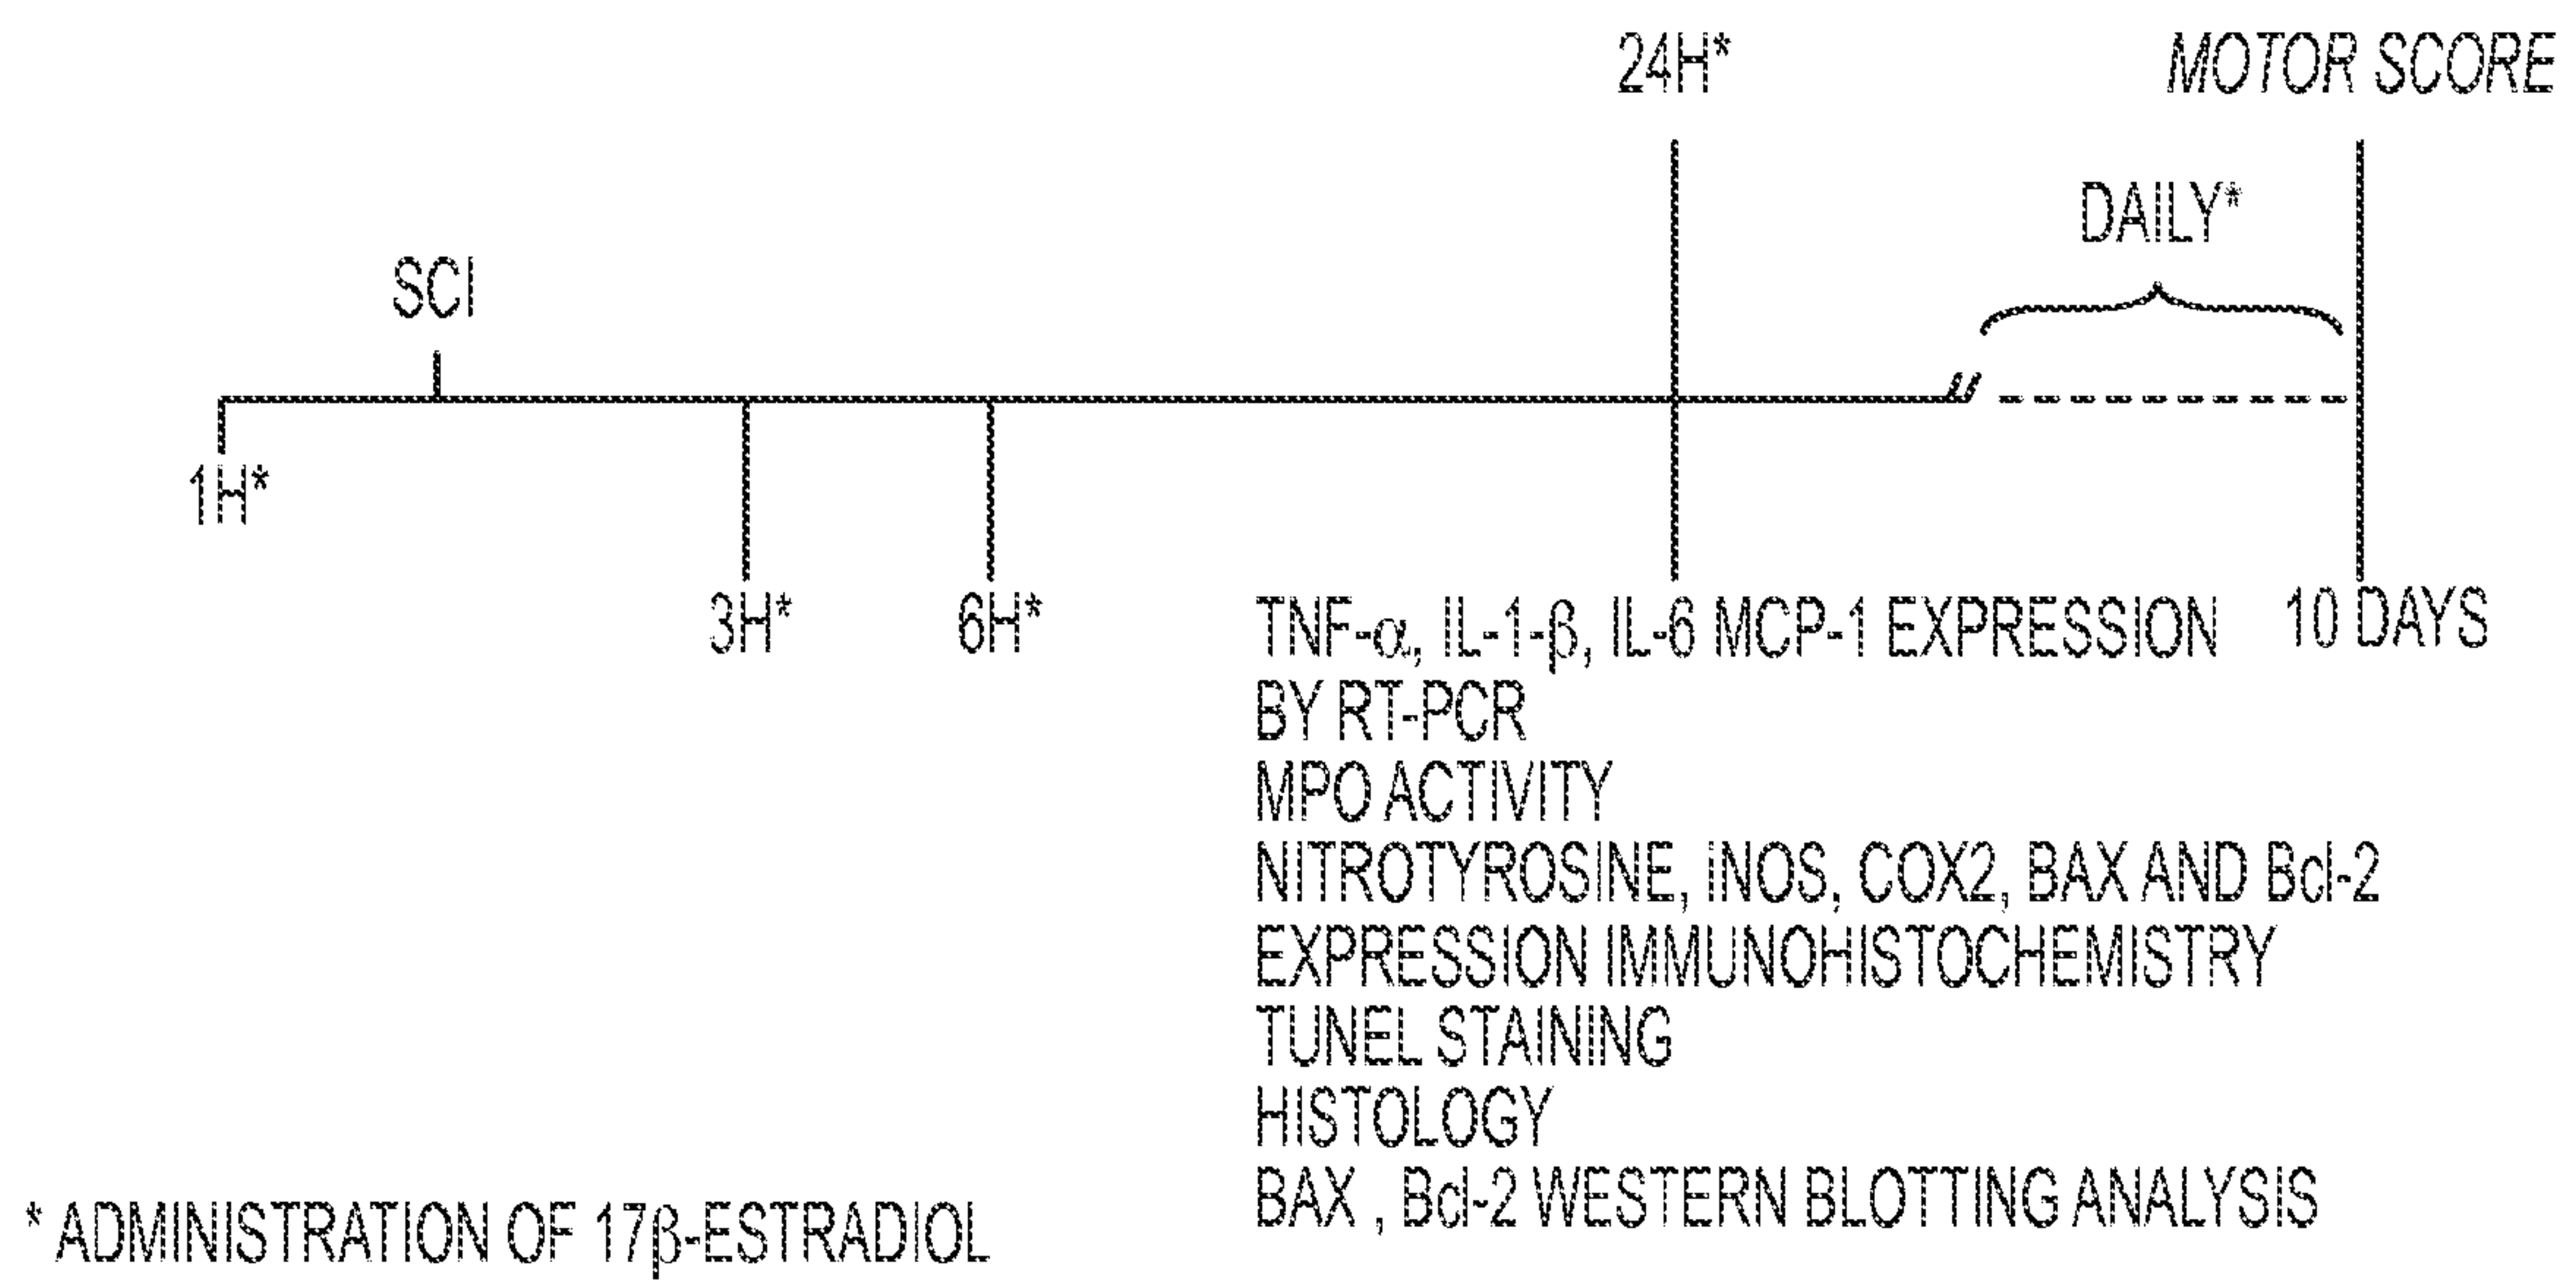 24H*
MOTOR SCORE
DAILY*
SCI
1H*
3H*
6H*
10 DAYS
TNF-α, IL-1-β, IL-6 MCP-1 EXPRESSION
BY RT-PCR
MPO ACTIVITY
NITROTYROSINE, iNOS, COX2, BAX AND Bcl-2
EXPRESSION IMMUNOHISTOCHEMISTRY
TUNEL STAINING
HISTOLOGY
BAX , Bcl-2 WESTERN BLOTTING ANALYSIS
* ADMINISTRATION OF 17β-ESTRADIOL